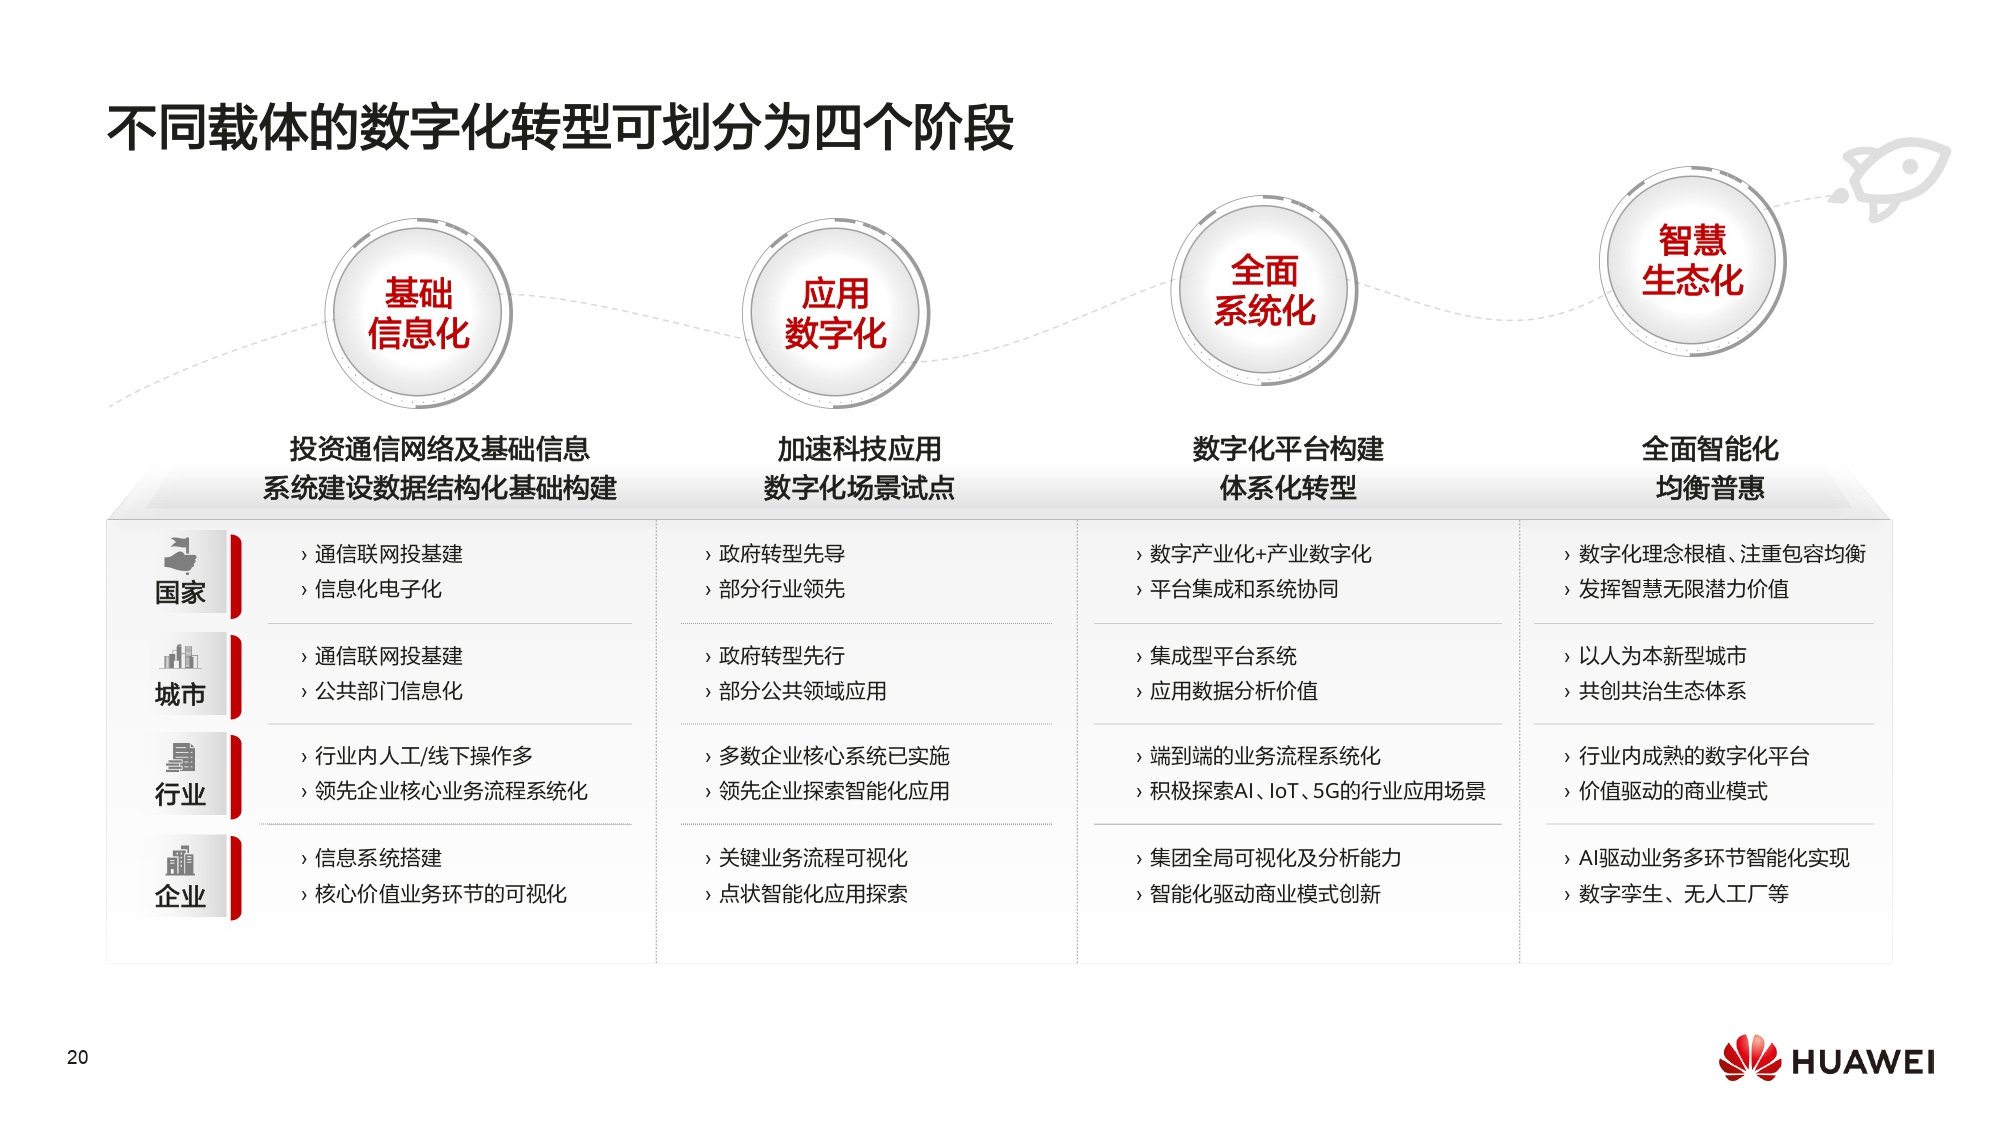 不同载体的数字化转型可划分为四个阶段
基础
信息化
应用
数字化
全面
系统化
智慧
生态化
投资通信网络及基础信息
系统建设数据结构化基础构建
加速科技应用
数字化场景试点
数字化平台构建
体系化转型
全面智能化
均衡普惠
国家
› 通信联网投基建
› 信息化电子化
› 政府转型先导
› 部分行业领先
› 数字产业化+产业数字化
› 平台集成和系统协同
› 数字化理念根植、注重包容均衡
› 发挥智慧无限潜力价值
城市
› 通信联网投基建
› 公共部门信息化
› 政府转型先行
› 部分公共领域应用
› 集成型平台系统
› 应用数据分析价值
› 以人为本新型城市
› 共创共治生态体系
行业
› 行业内人工/线下操作多
› 领先企业核心业务流程系统化
› 多数企业核心系统已实施
› 领先企业探索智能化应用
› 端到端的业务流程系统化
› 积极探索AI、IoT、5G的行业应用场景
› 行业内成熟的数字化平台
› 价值驱动的商业模式
企业
› 信息系统搭建
› 核心价值业务环节的可视化
› 关键业务流程可视化
› 点状智能化应用探索
› 集团全局可视化及分析能力
› 智能化驱动商业模式创新
› AI驱动业务多环节智能化实现
› 数字孪生、无人工厂等
20
HUAWEI